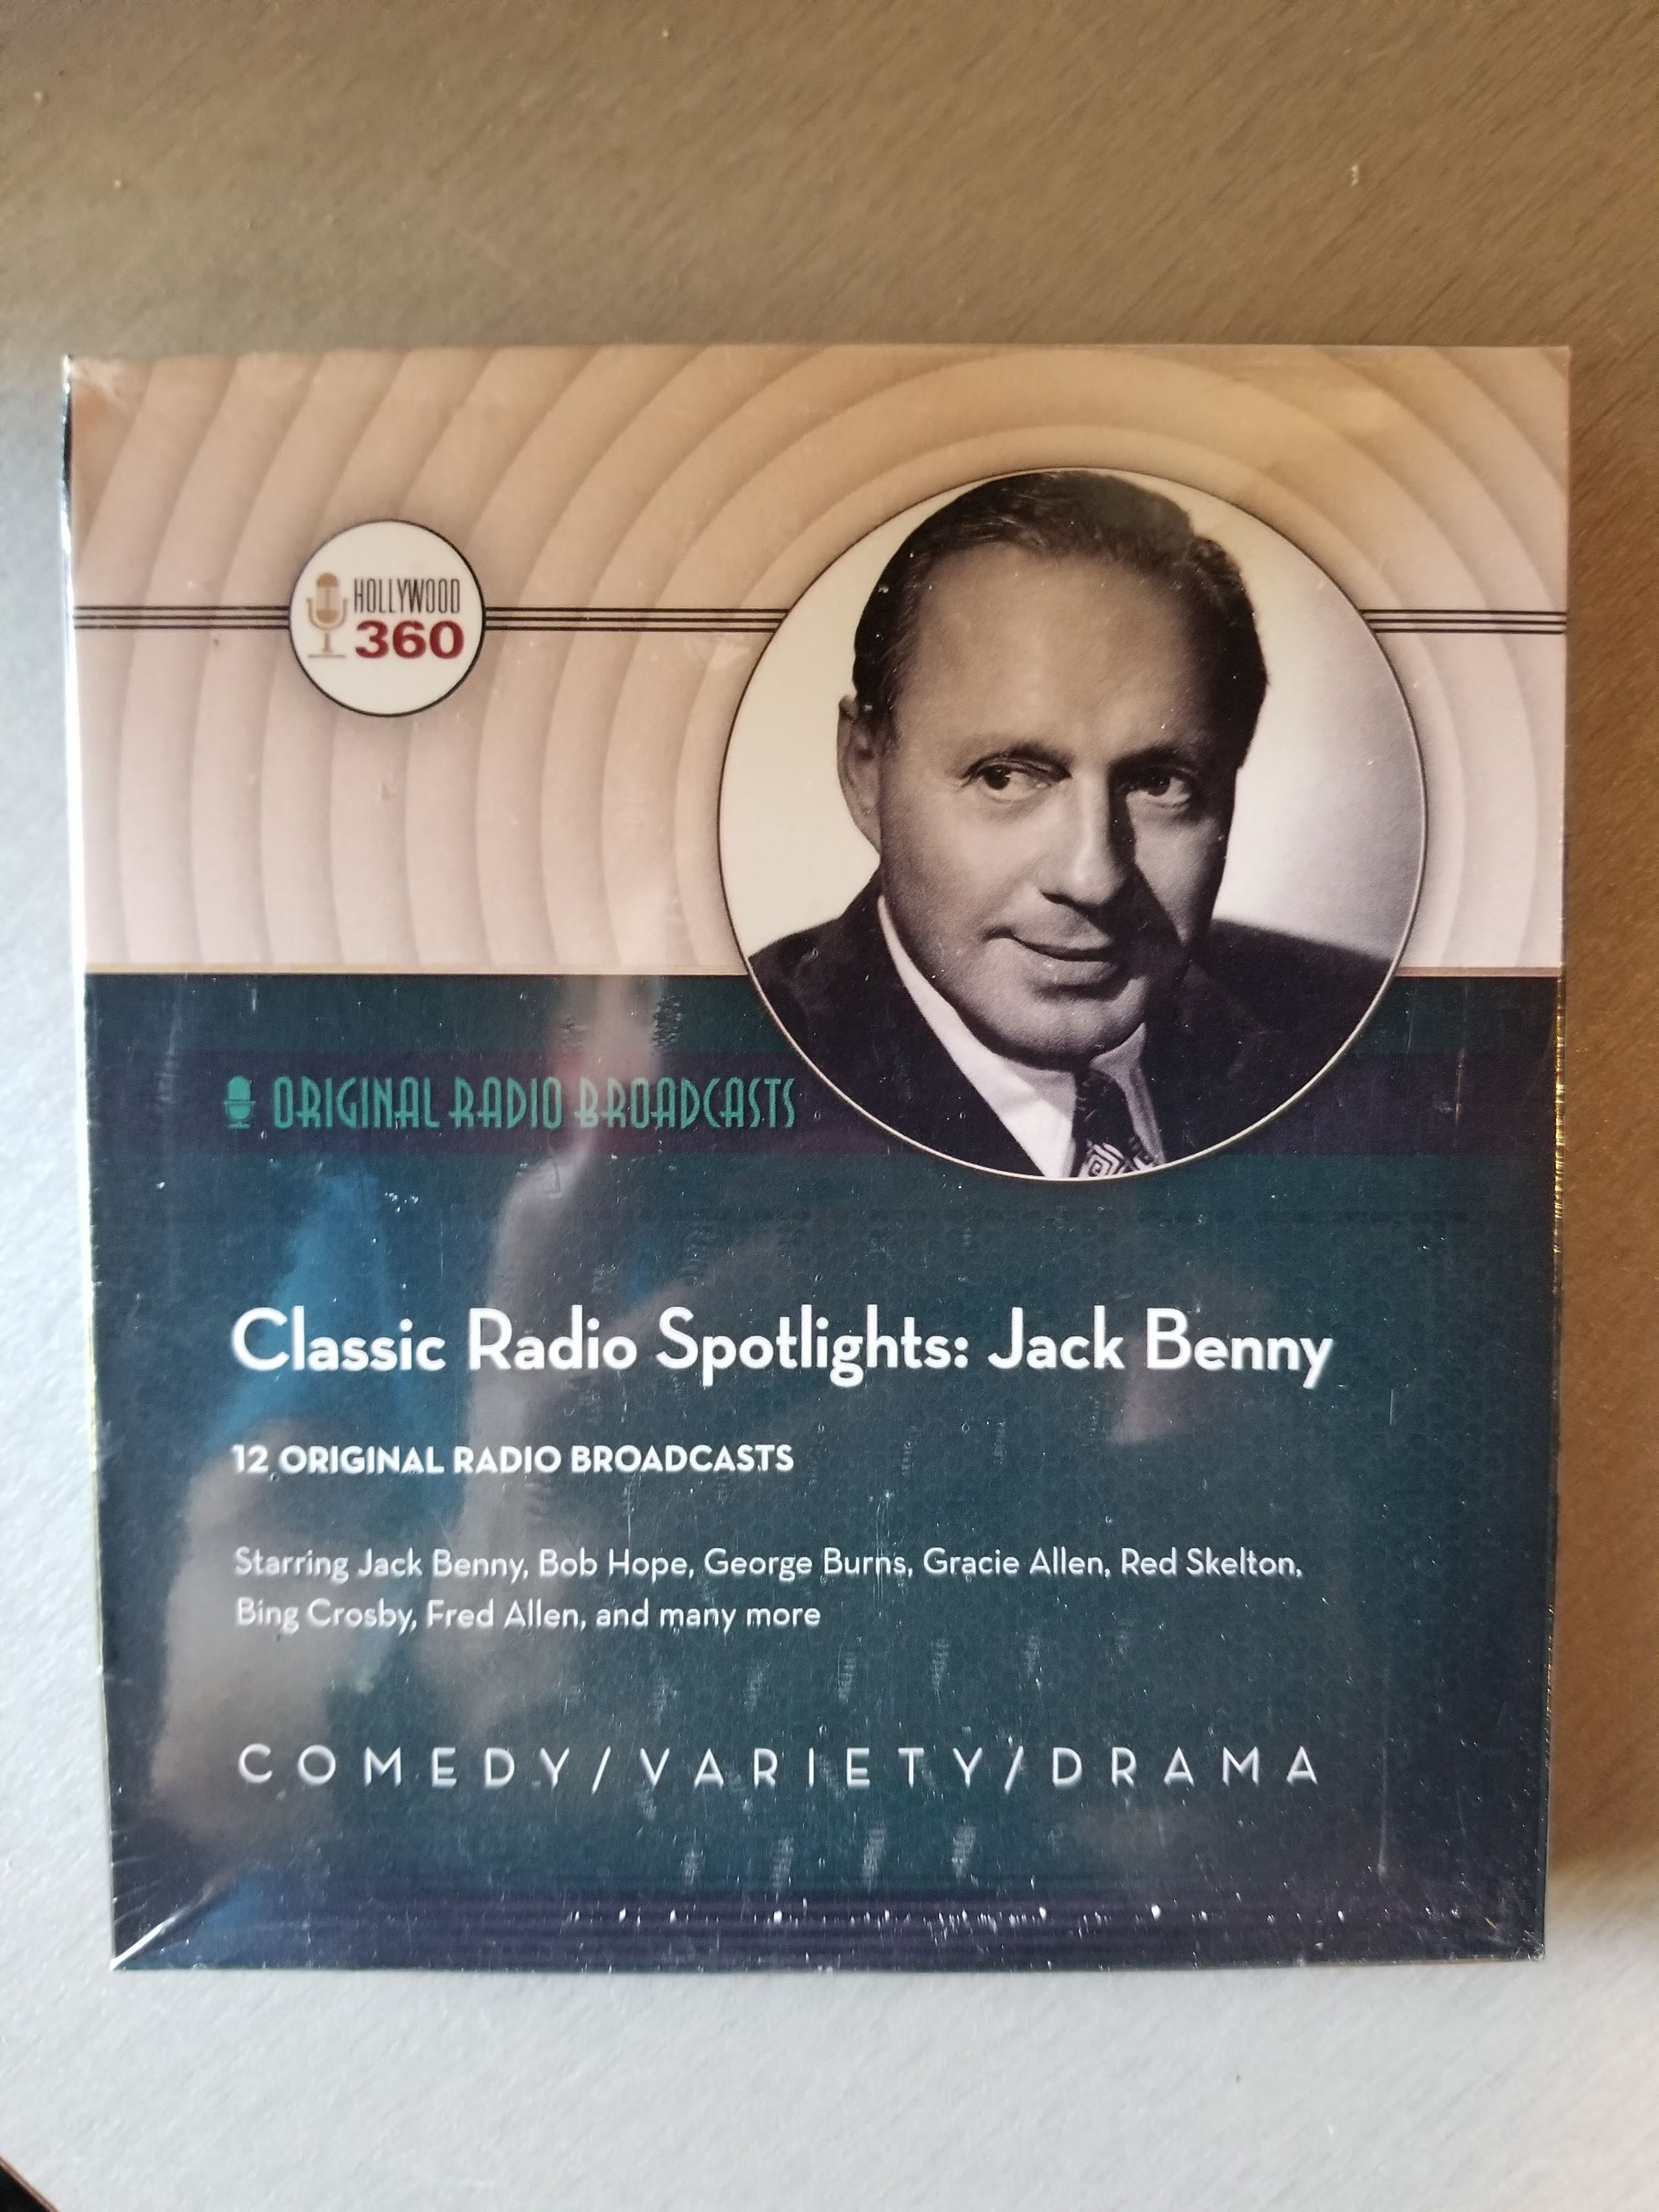 HOLLYWOOD
360
ORIGINAL RADIO BROADCASTS
Classic Radio Spotlights: Jack Benny
12 ORIGINAL RADIO BROADCASTS
Starring Jack Benny, Bob Hope, George Burns, Gracie Allen, Red Skelton,
Bing Crosby, Fred Allen, and many more
COMEDY/VARIETY/DRAMA